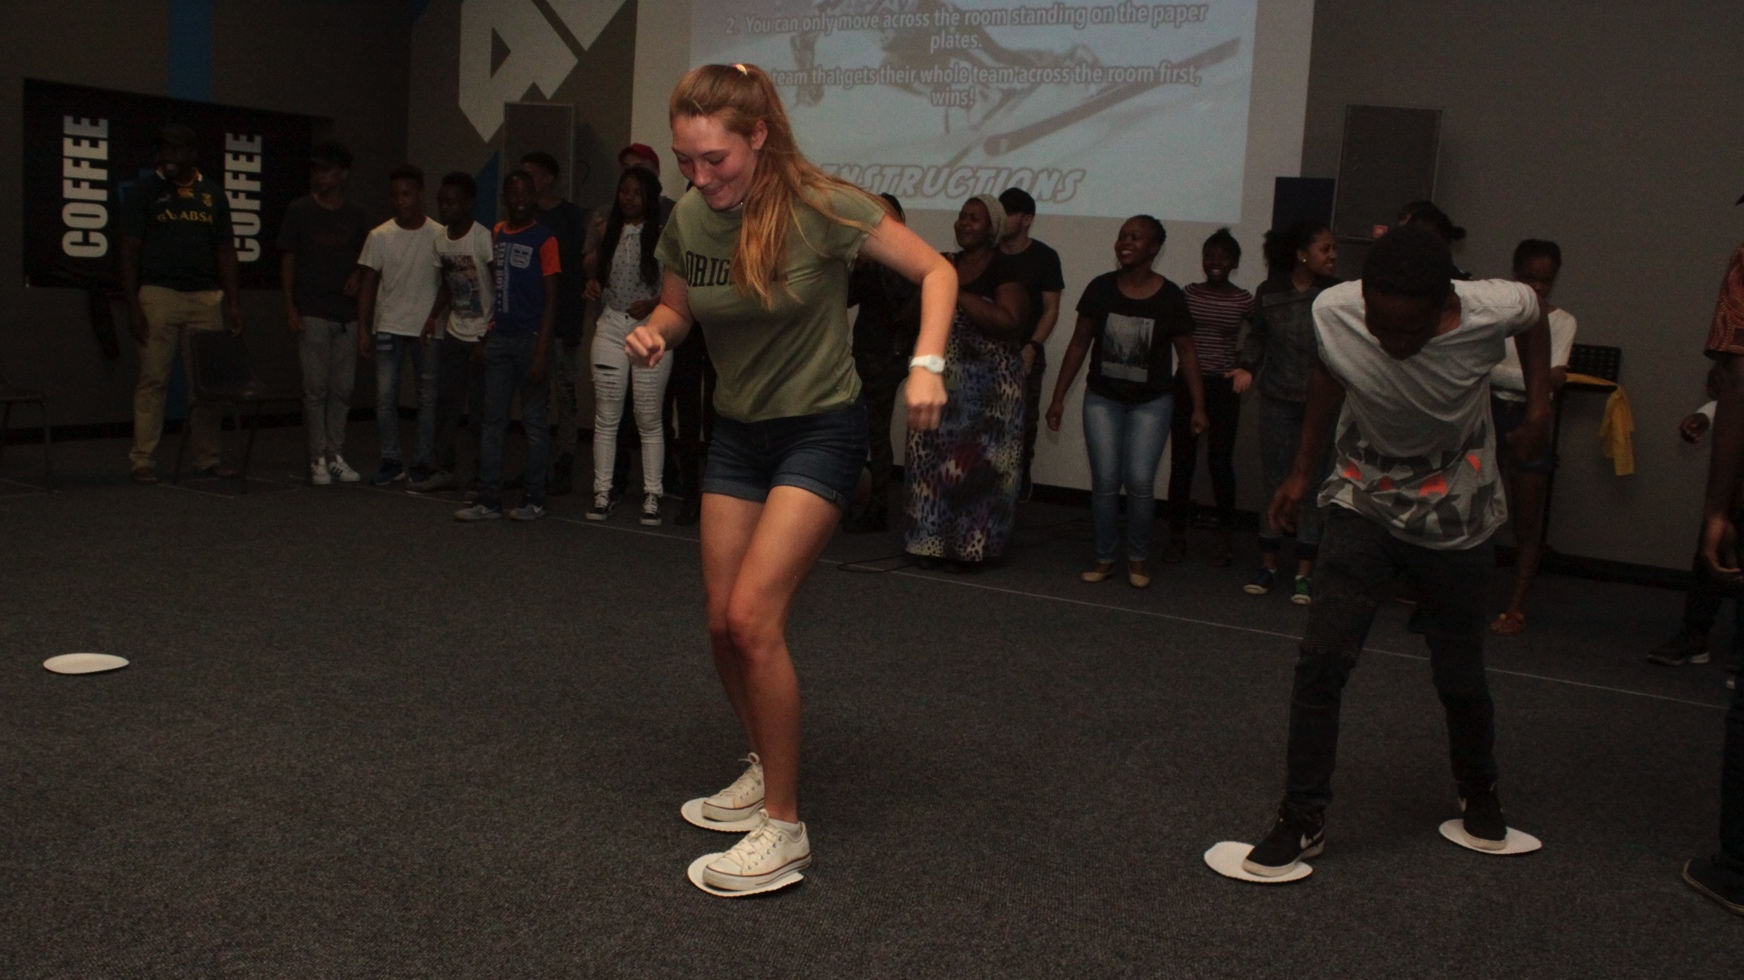 2. You can only move across the room standing on the paper
plates.
team that gets their whole team across the room first,
wins!
INSTRUCTIONS
COFFEE
COFFEE
ABSA